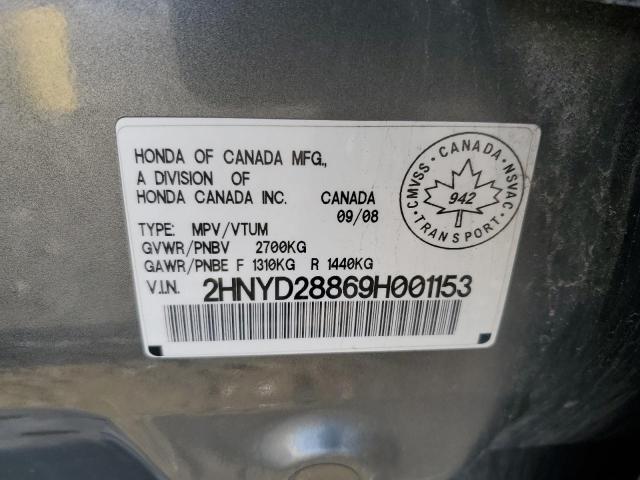 HONDA OF CANADA MFG.,
A DIVISION OF
HONDA CANADA INC. CANADA
09/08
TYPE: MPV/VTUM
GVWR/PNBV 2700KG
GAWR/PNBE F 1310KG R 1440KG
V.I.N. 2HNYD28869H001153
CMVSS · CANADA · NSVAC
942
TRANSPORT